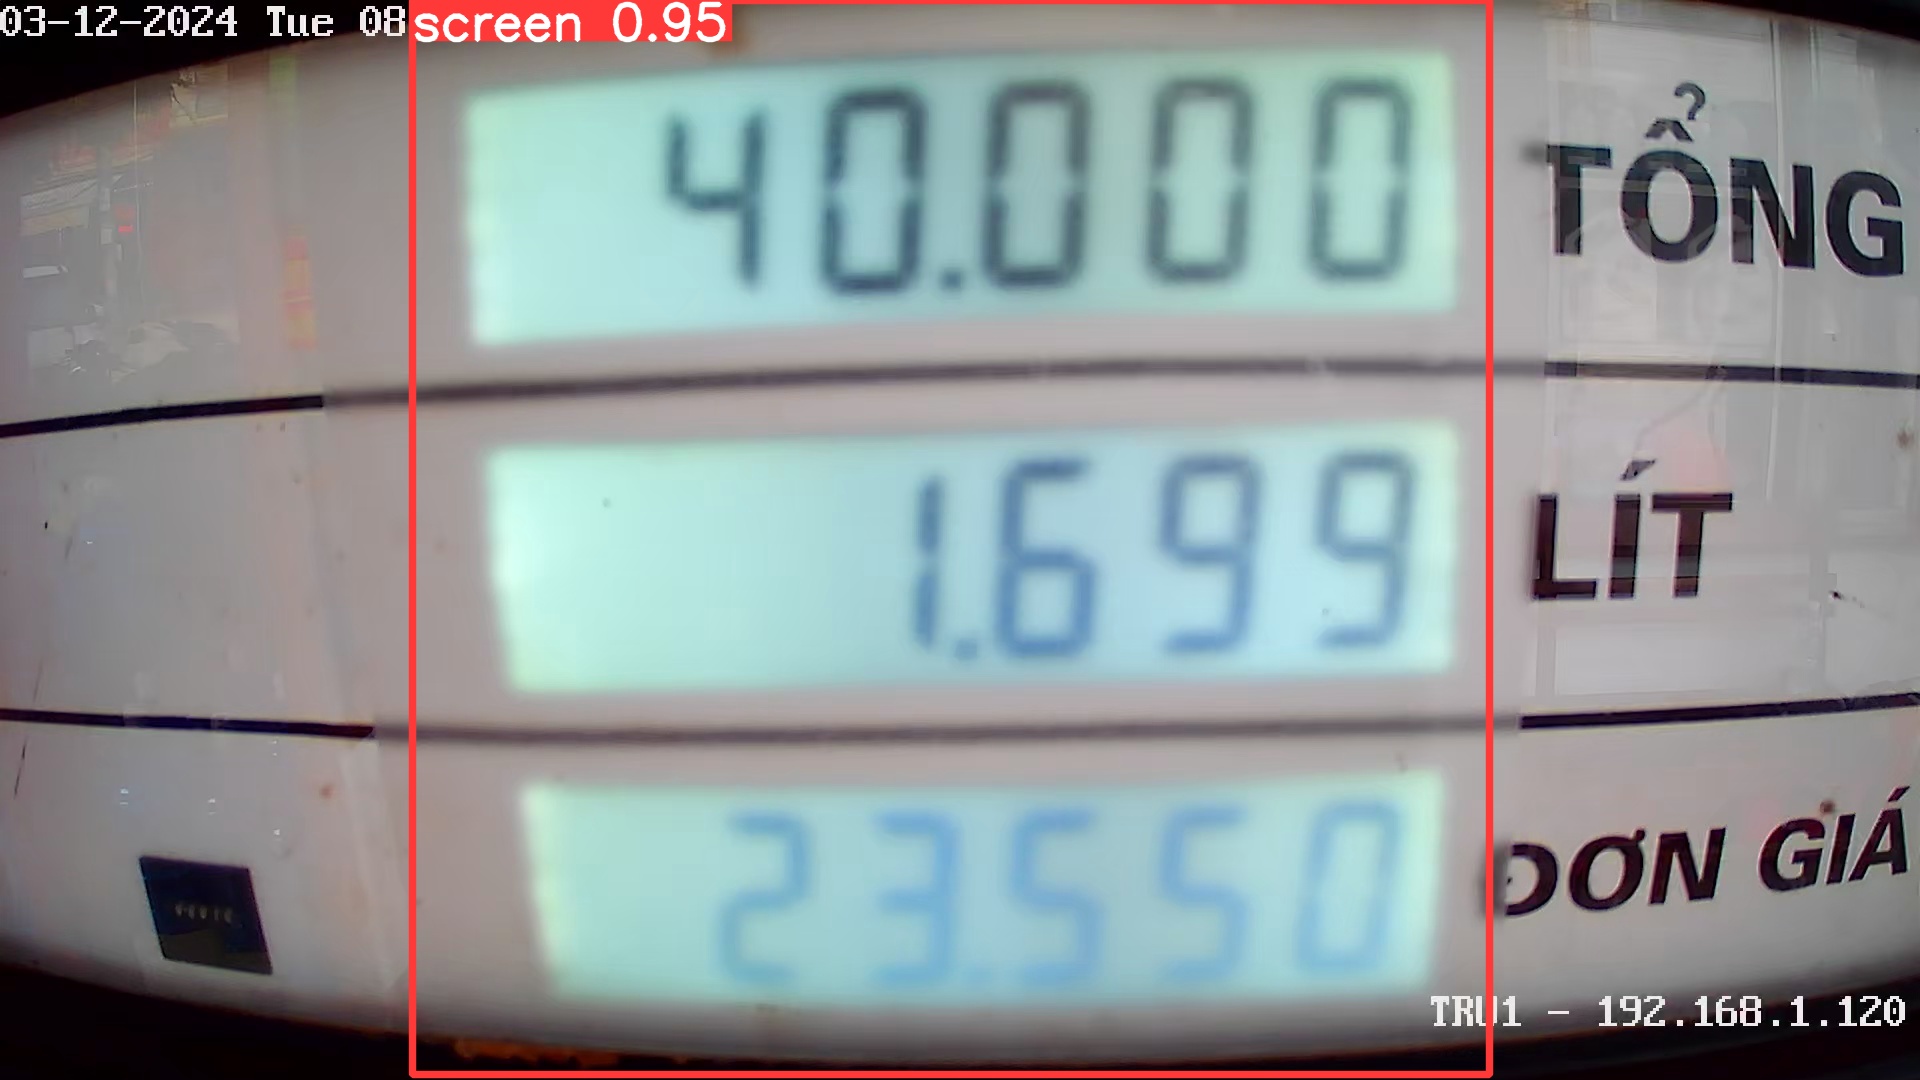 03-12-2024 Tue 08
screen 0.95
40.000
TỔNG
1.699
LÍT
23.550
ĐƠN GIÁ
TRU1 - 192.168.1.120